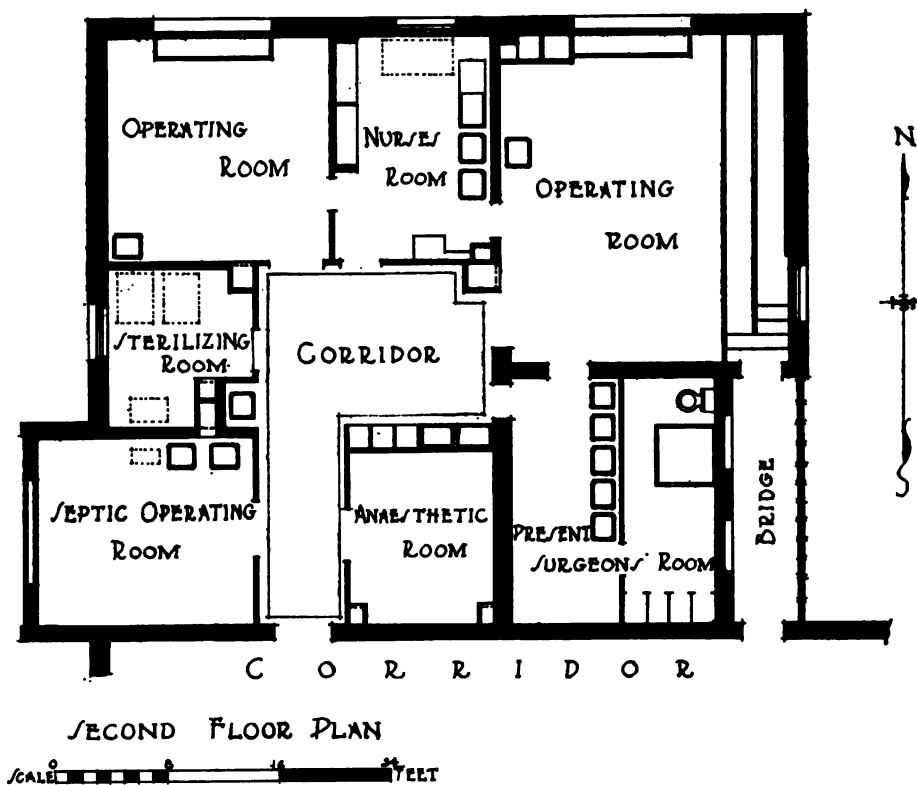 OPERATING
ROOM
NURSES
ROOM
OPERATING
ROOM
N
STERILIZING
ROOM
CORRIDOR
SEPTIC OPERATING
ROOM
ANAESTHETIC
ROOM
PRESENT
SURGEONS' ROOM
BRIDGE
CORRIDOR
SECOND FLOOR PLAN
SCALE 0 8 16 24 FEET